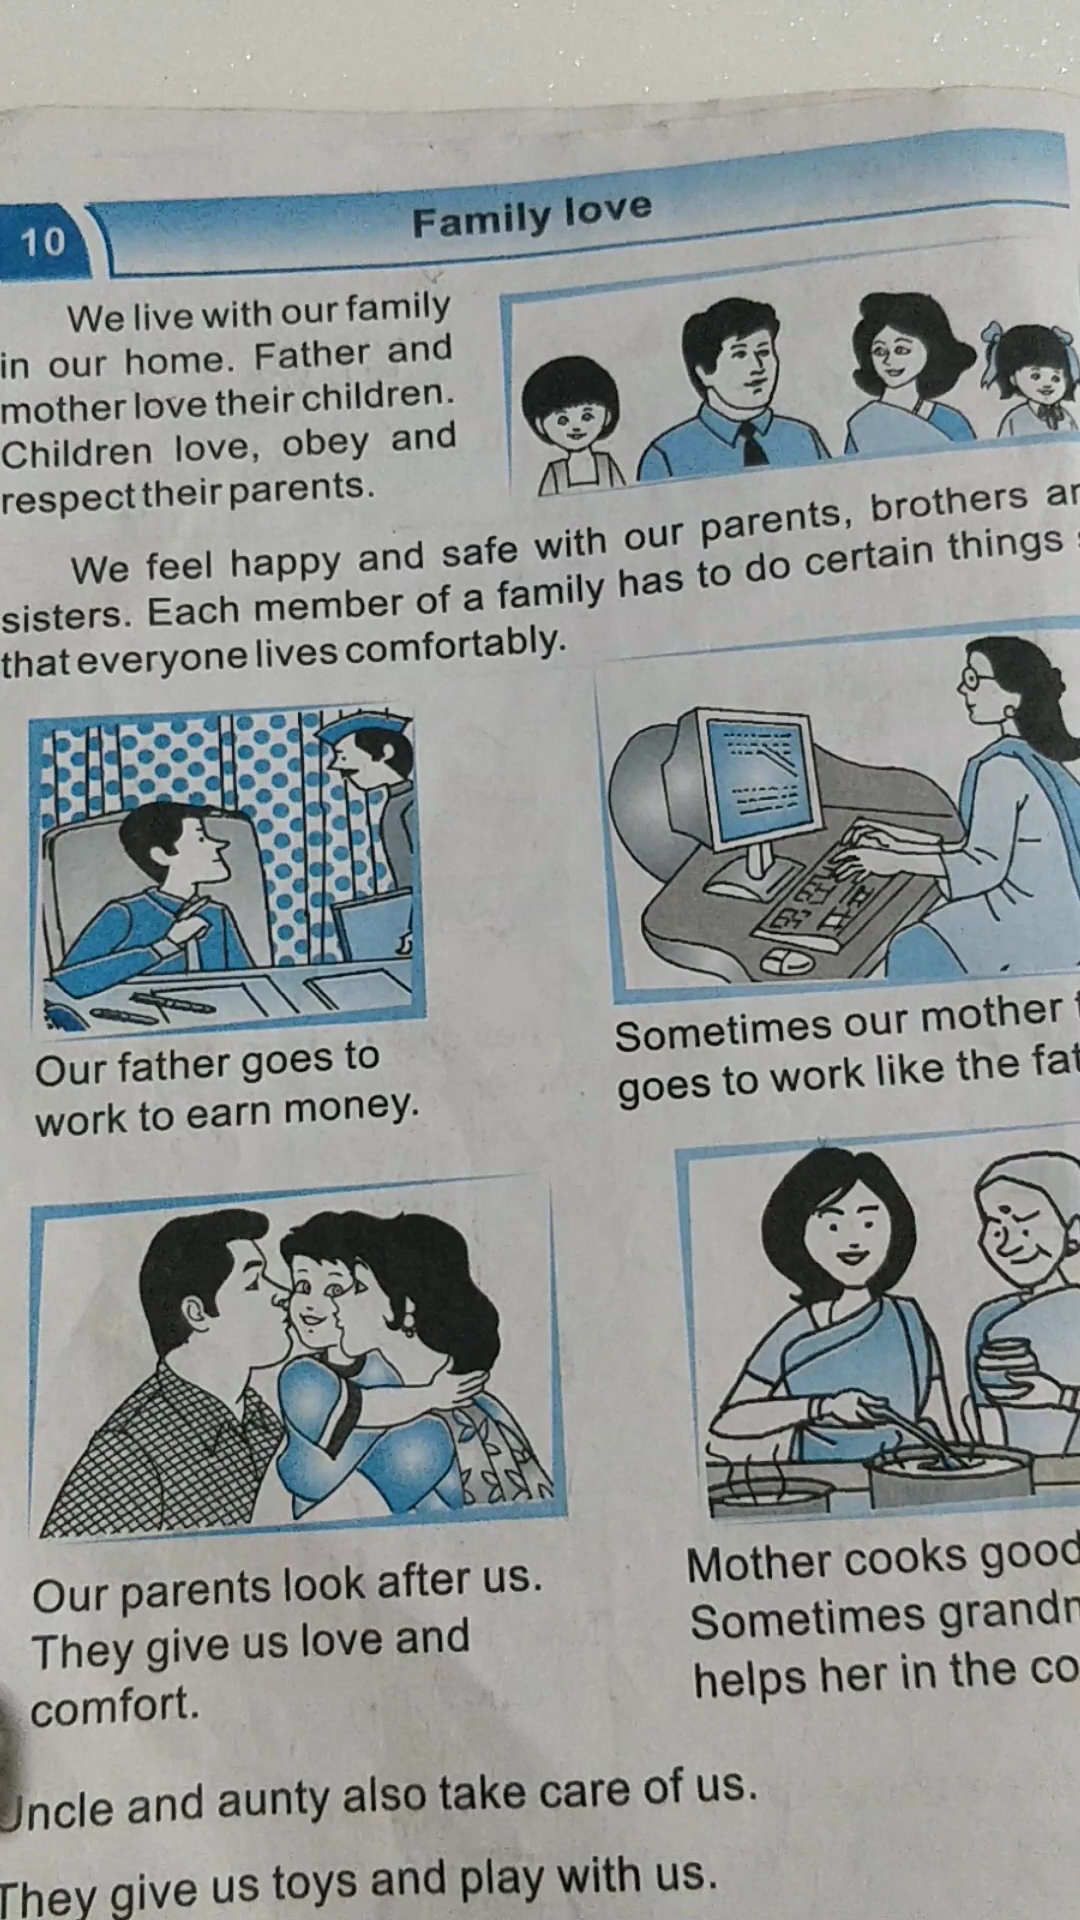 10
Family love
We live with our family
in our home. Father and
mother love their children.
Children love, obey and
respect their parents.
We feel happy and safe with our parents, brothers
sisters. Each member of a family has to do certain things
that everyone lives comfortably.
Our father goes to
work to earn money.
Sometimes our mother
goes to work like the
Our parents look after us.
They give us love and
comfort.
Mother cooks good
Sometimes
helps her in the
Uncle and aunty also take care of us.
They give us toys and play with us.